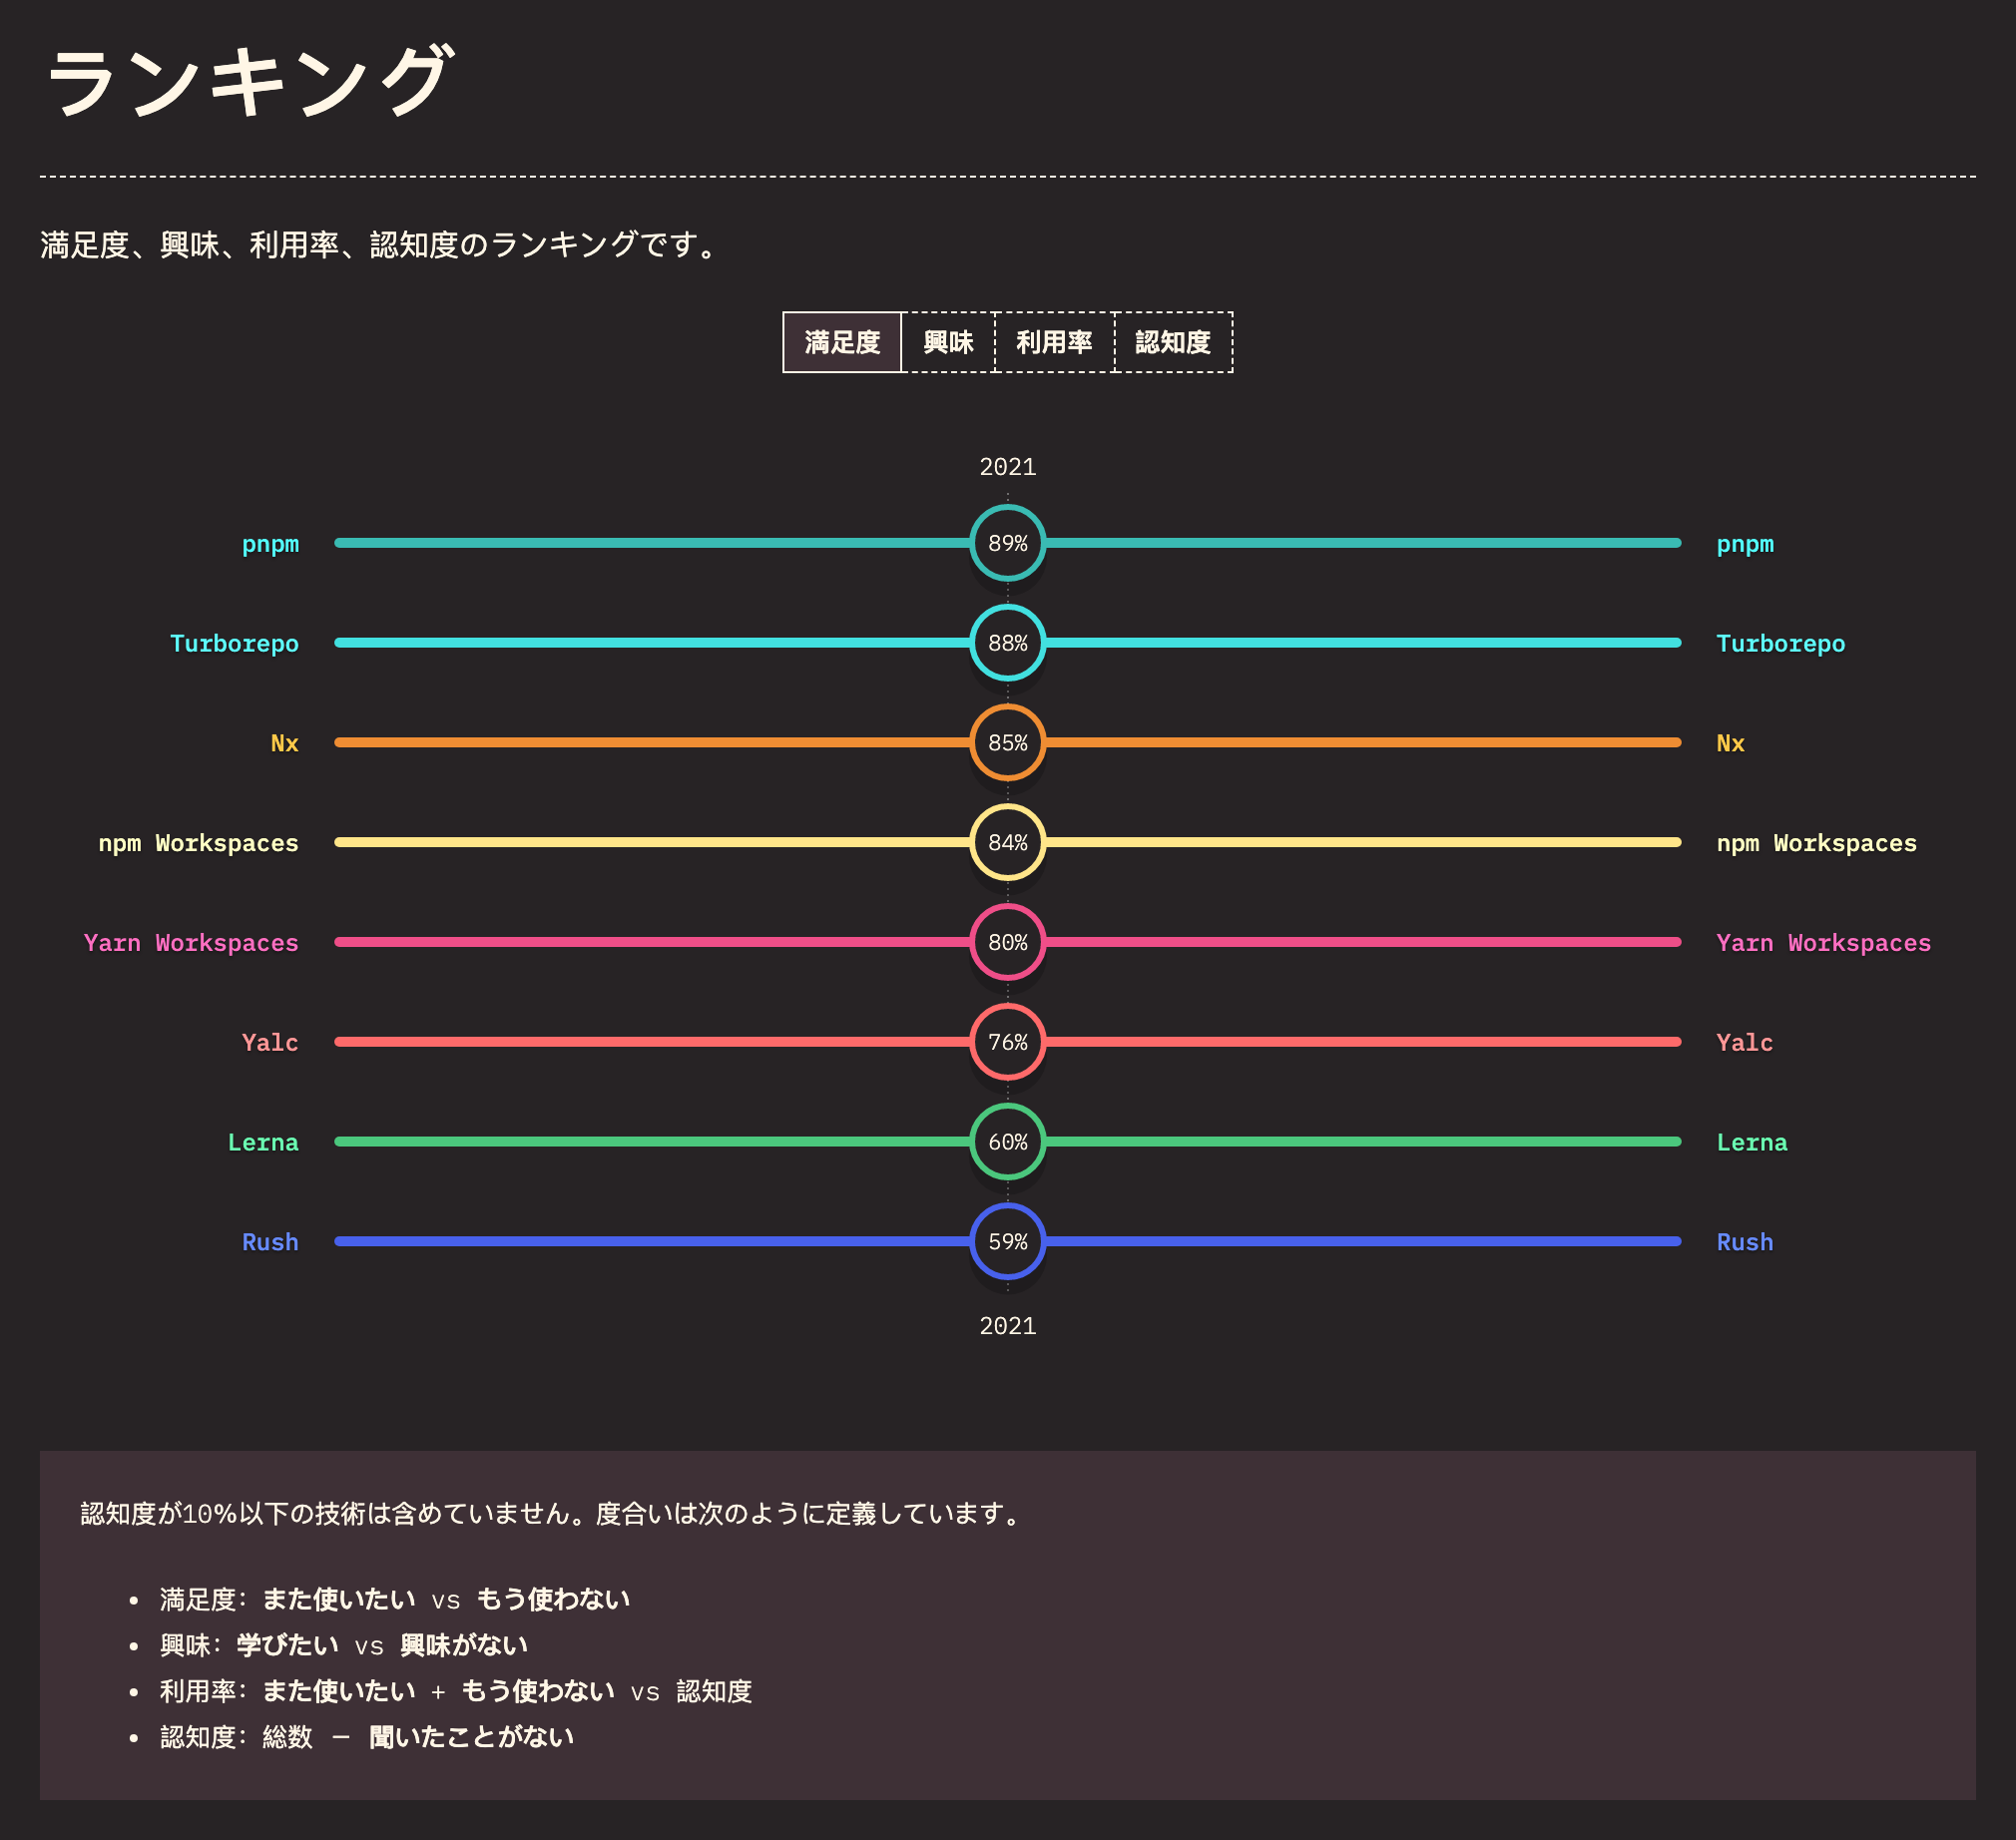 ランキング
満足度、興味、利用率、認知度のランキングです。
満足度 興味 利用率 認知度
2021
pnpm 89% pnpm
Turborepo 88% Turborepo
Nx 85% Nx
npm Workspaces 84% npm Workspaces
Yarn Workspaces 80% Yarn Workspaces
Yalc 76% Yalc
Lerna 60% Lerna
Rush 59% Rush
2021
認知度が10%以下の技術は含めていません。度合いは次のように定義しています。
• 満足度: また使いたい vs もう使わない
• 興味: 学びたい vs 興味がない
• 利用率: また使いたい + もう使わない vs 認知度
• 認知度: 総数 − 聞いたことがない